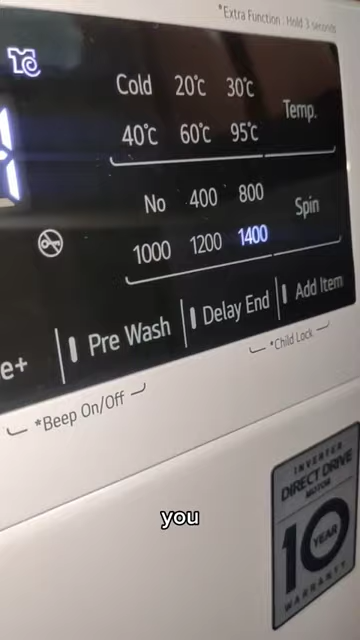 *Extra Function : Hold 3 seconds
Cold 20℃ 30℃
Temp.
40℃ 60℃ 95℃
No 400 800
Spin
1000 1200 1400
e+ Pre Wash Delay End Add Item
*Beep On/Off *Child Lock
INVERTER
DIRECT DRIVE
MOTOR
10 YEAR
WARRANTY
you